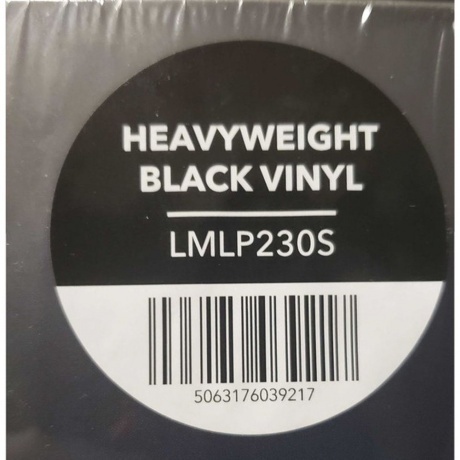 HEAVYWEIGHT
BLACK VINYL
LMLP230S
5063176039217